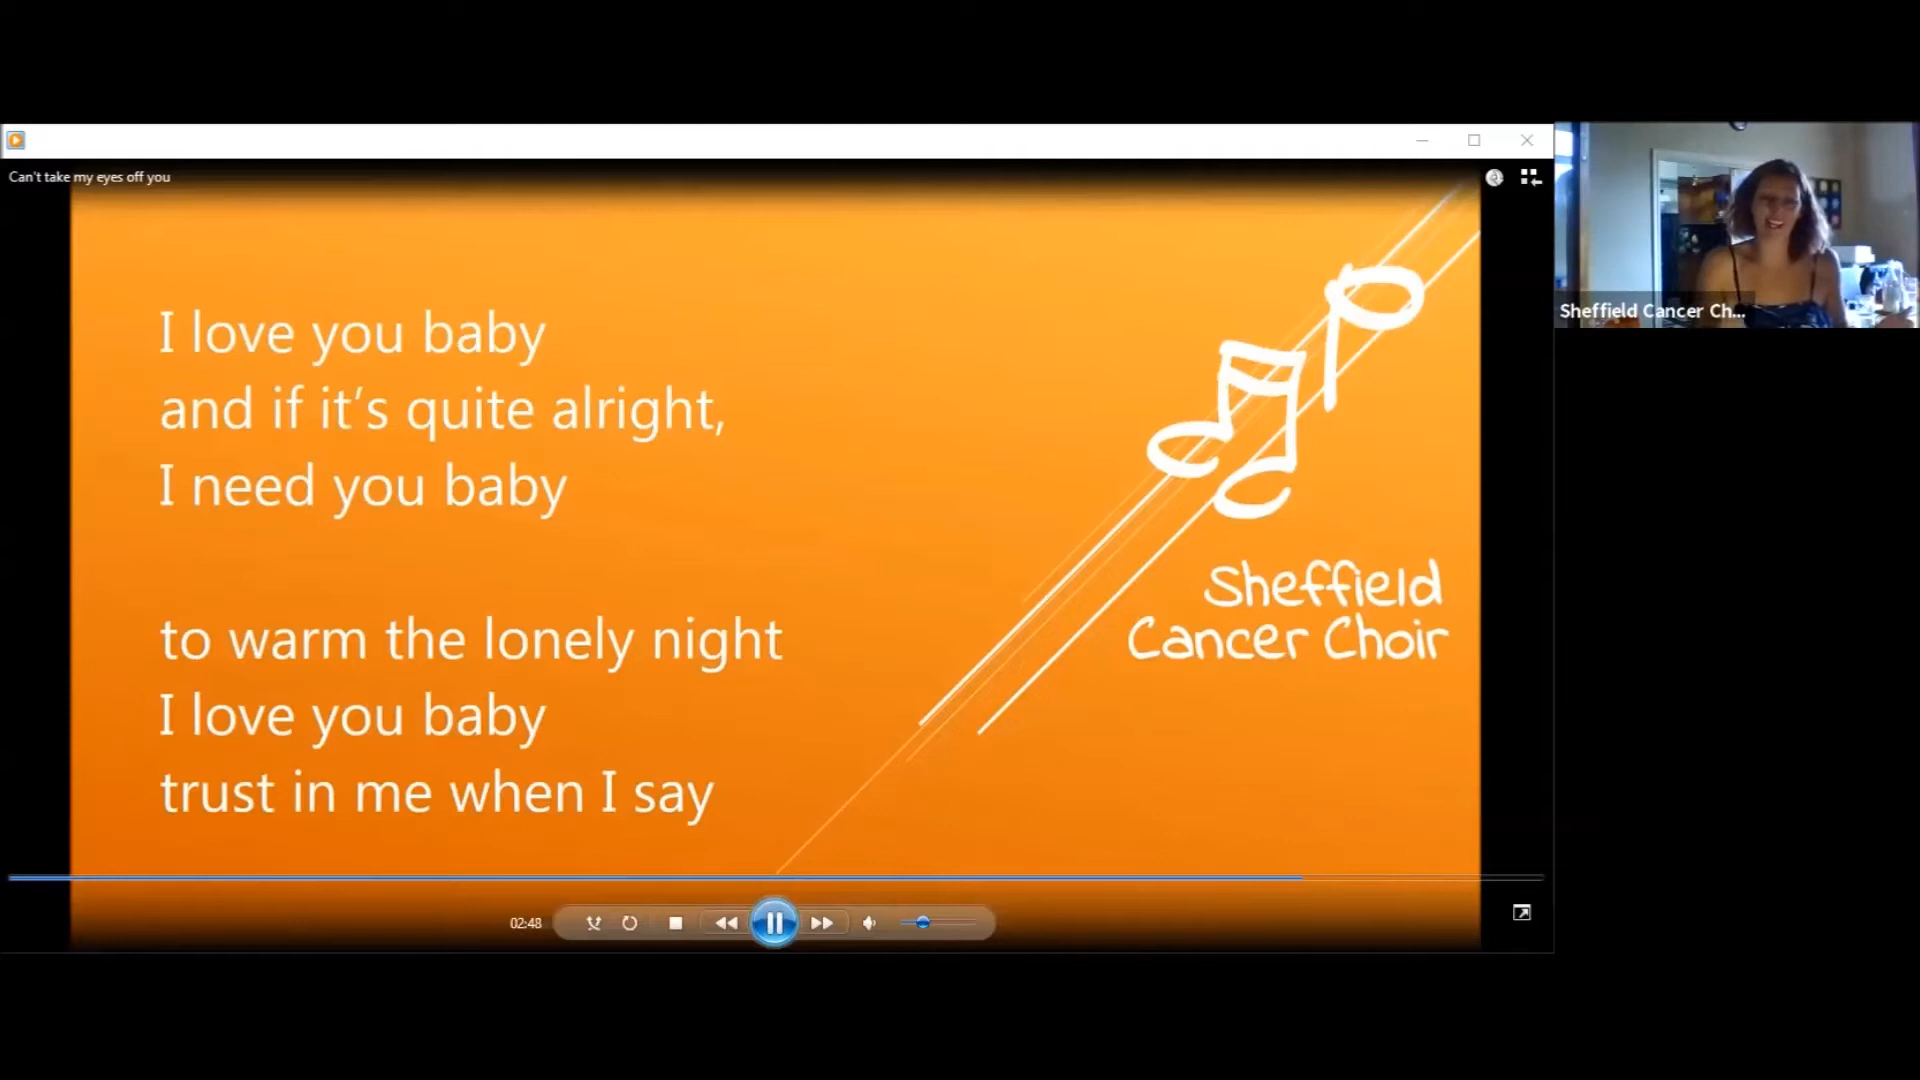 Can't take my eyes off you
I love you baby
and if it’s quite alright,
I need you baby
to warm the lonely night
I love you baby
trust in me when I say
Sheffield
Cancer Choir
Sheffield Cancer Ch...
02:48